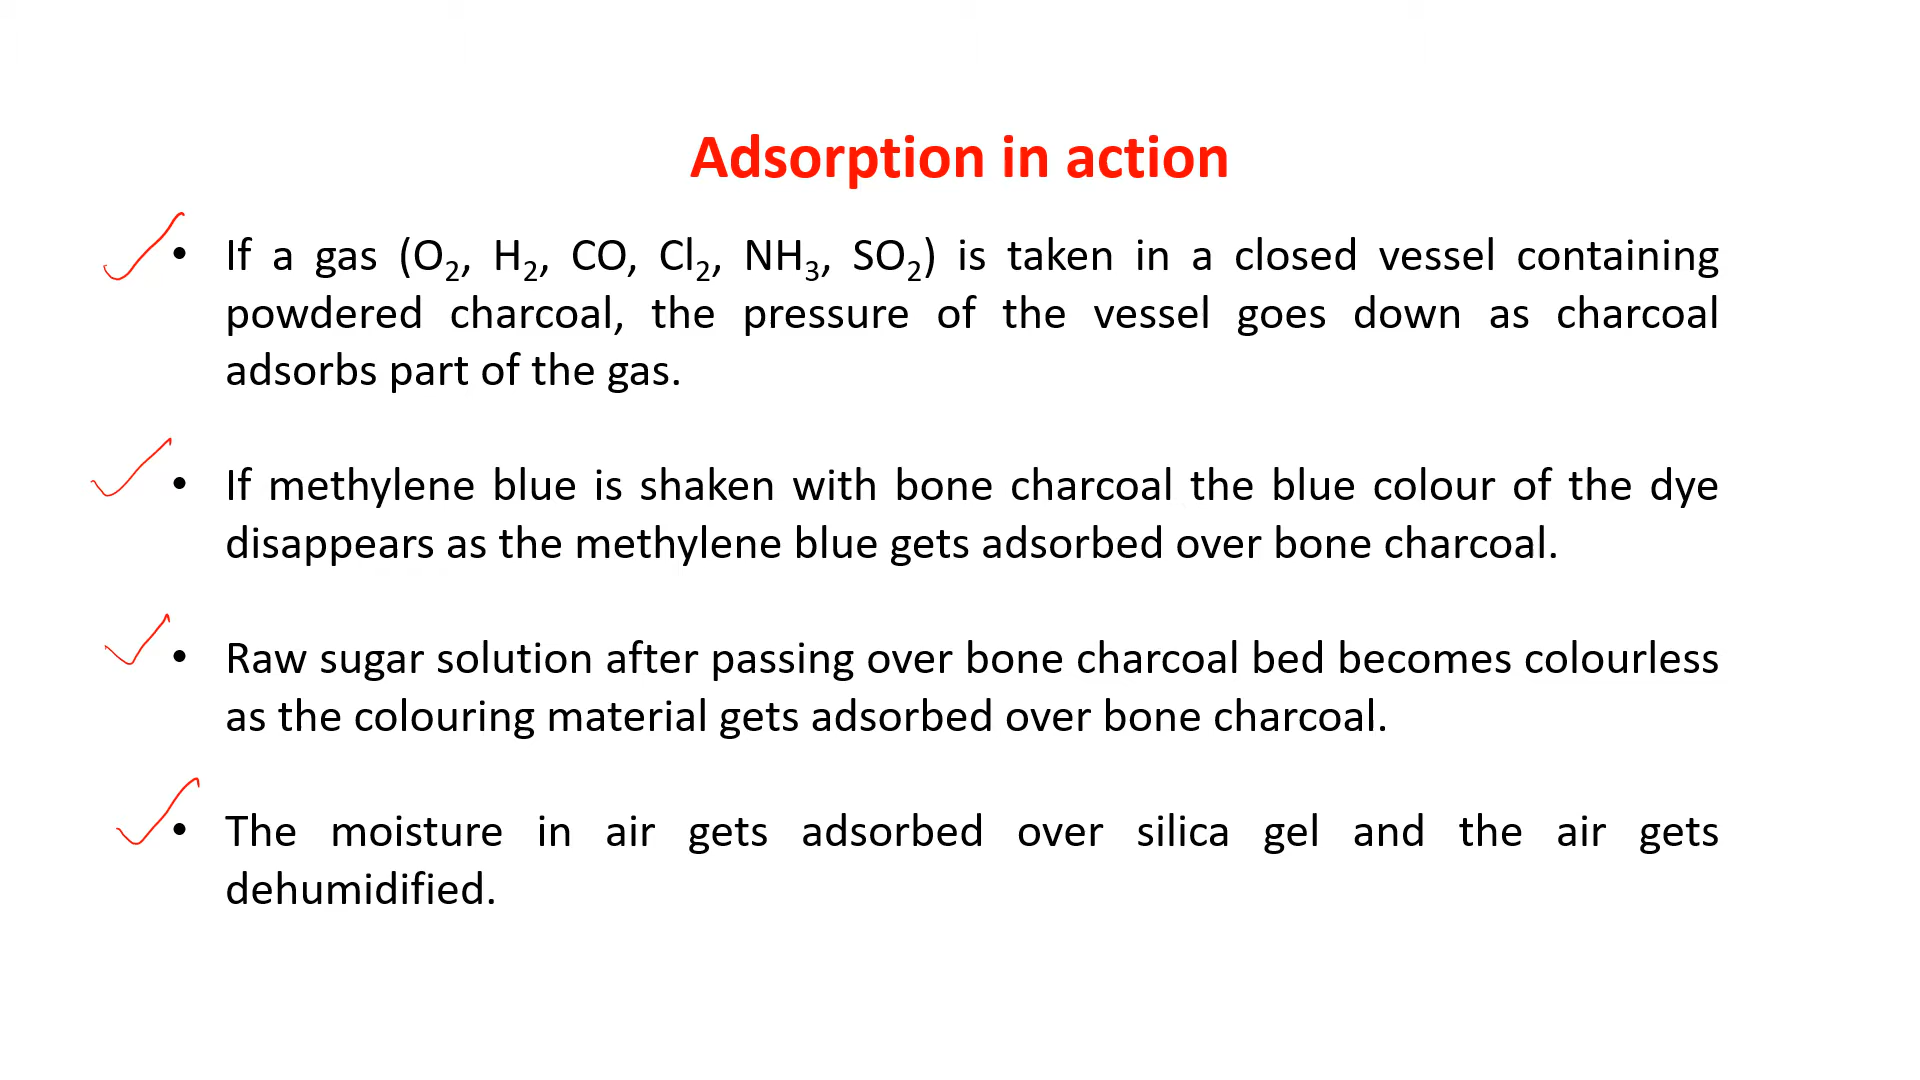 Adsorption in action
• If a gas (O₂, H₂, CO, Cl₂, NH₃, SO₂) is taken in a closed vessel containing
powdered charcoal, the pressure of the vessel goes down as charcoal
adsorbs part of the gas.
• If methylene blue is shaken with bone charcoal the blue colour of the dye
disappears as the methylene blue gets adsorbed over bone charcoal.
• Raw sugar solution after passing over bone charcoal bed becomes colourless
as the colouring material gets adsorbed over bone charcoal.
• The moisture in air gets adsorbed over silica gel and the air gets
dehumidified.